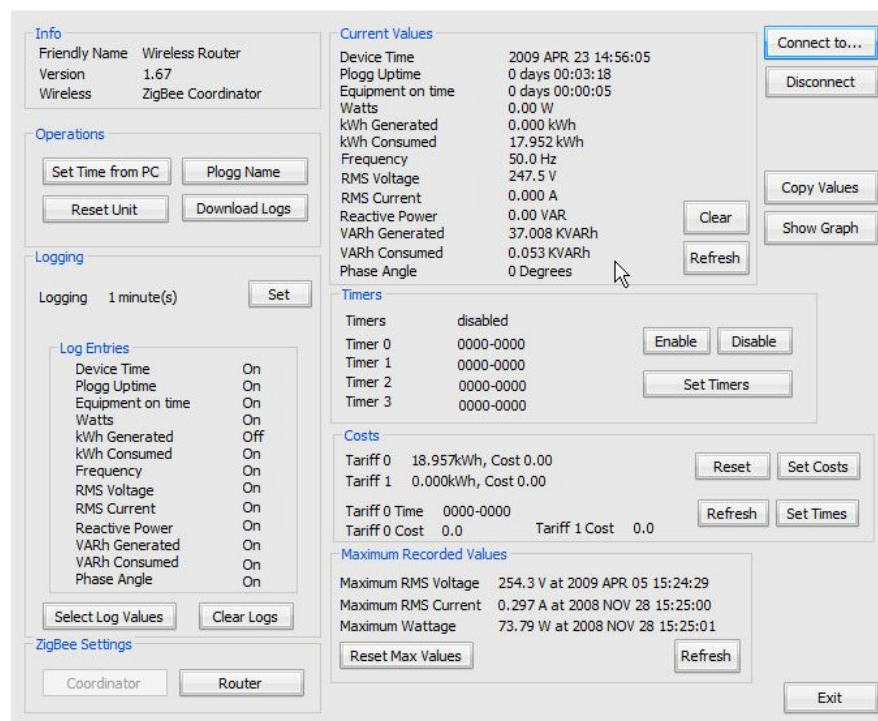 Info
Friendly Name Wireless Router
Version 1.67
Wireless ZigBee Coordinator
Operations
Set Time from PC Plogg Name
Reset Unit Download Logs
Logging
Logging 1 minute(s) Set
Log Entries
Device Time On
Plogg Uptime On
Equipment on time On
Watts On
kWh Generated Off
kWh Consumed On
Frequency On
RMS Voltage On
RMS Current On
Reactive Power On
VARh Generated On
VARh Consumed On
Phase Angle On
Select Log Values Clear Logs
ZigBee Settings
Coordinator Router
Current Values
Device Time 2009 APR 23 14:56:05
Plogg Uptime 0 days 00:03:18
Equipment on time 0 days 00:00:05
Watts 0.00 W
kWh Generated 0.000 kWh
kWh Consumed 17.952 kWh
Frequency 50.0 Hz
RMS Voltage 247.5 V
RMS Current 0.000 A
Reactive Power 0.00 VAR
VARh Generated 37.008 KVARh
VARh Consumed 0.053 KVARh
Phase Angle 0 Degrees
Clear
Refresh
Timers
Timers disabled
Timer 0 0000-0000
Timer 1 0000-0000
Timer 2 0000-0000
Timer 3 0000-0000
Enable Disable
Set Timers
Costs
Tariff 0 18.957kWh, Cost 0.00
Tariff 1 0.000kWh, Cost 0.00
Reset Set Costs
Tariff 0 Time 0000-0000
Tariff 0 Cost 0.0 Tariff 1 Cost 0.0
Refresh Set Times
Maximum Recorded Values
Maximum RMS Voltage 254.3 V at 2009 APR 05 15:24:29
Maximum RMS Current 0.297 A at 2008 NOV 28 15:25:00
Maximum Wattage 73.79 W at 2008 NOV 28 15:25:01
Reset Max Values Refresh
Connect to...
Disconnect
Copy Values
Show Graph
Exit